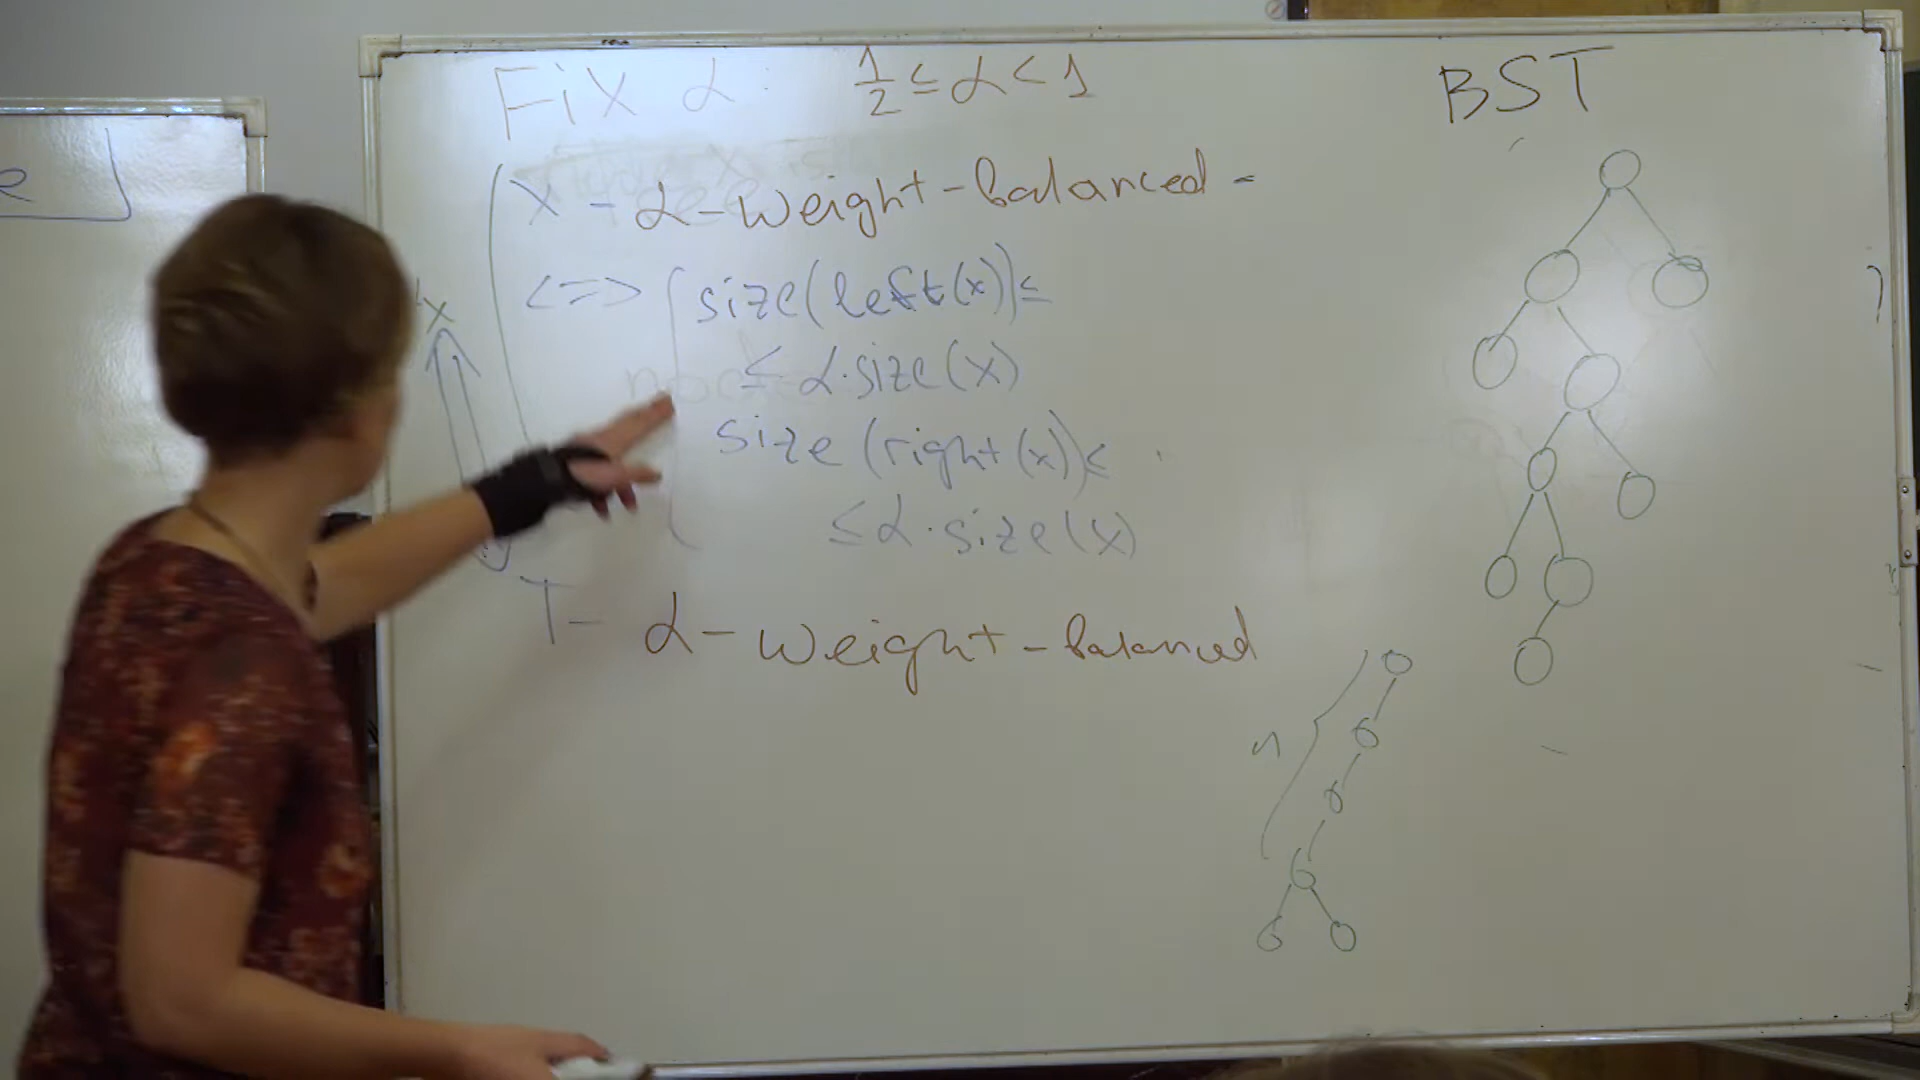 e
Fix α: 1/2 ≤ α < 1
BST
x - α-weight-balanced -
<=> size(left(x)) ≤
≤ α·size(x)
size(right(x)) ≤
≤ α·size(x)
∀x
T - α-weight-balanced
n